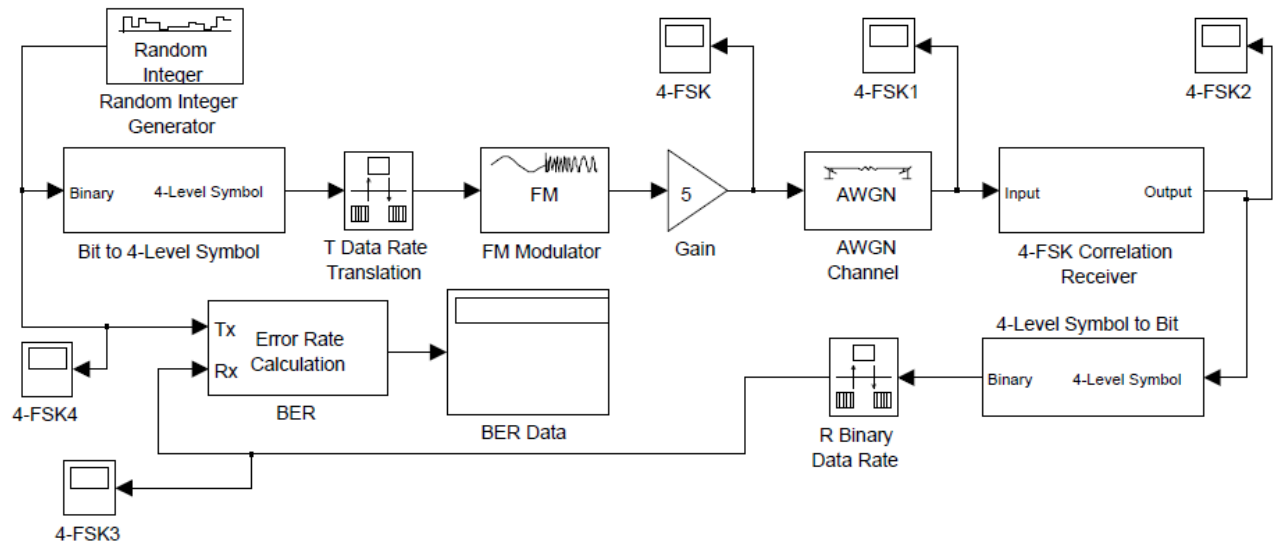 Random
Integer
Random Integer
Generator
4-FSK
4-FSK1
4-FSK2
Binary
4-Level Symbol
Bit to 4-Level Symbol
T Data Rate
Translation
FM
FM Modulator
5
Gain
AWGN
AWGN
Channel
Input
Output
4-FSK Correlation
Receiver
Tx
Rx
Error Rate
Calculation
BER
BER Data
4-FSK4
4-FSK3
R Binary
Data Rate
4-Level Symbol to Bit
Binary
4-Level Symbol